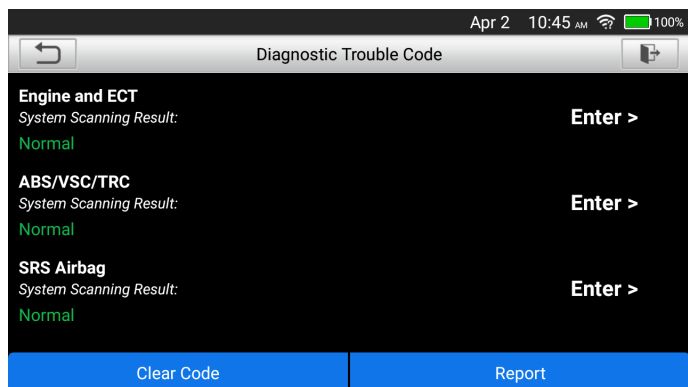 Apr 2 10:45 AM 100%
Diagnostic Trouble Code
Engine and ECT
System Scanning Result:
Enter >
Normal
ABS/VSC/TRC
System Scanning Result:
Enter >
Normal
SRS Airbag
System Scanning Result:
Enter >
Normal
Clear Code
Report